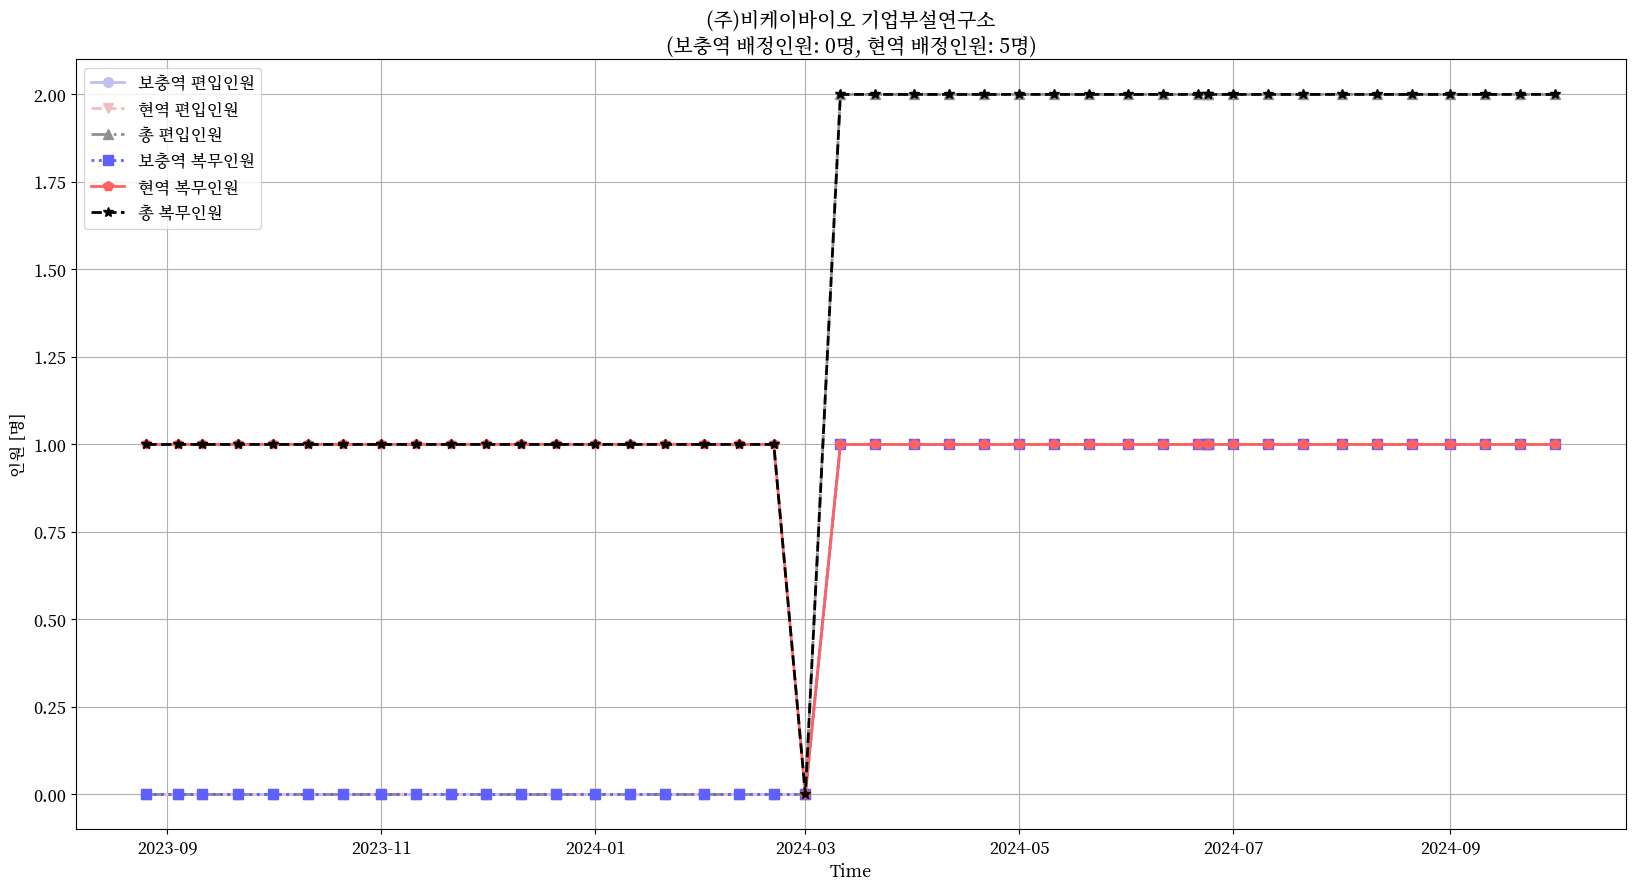 (주)비케이바이오 기업부설연구소
(보충역 배정인원: 0명, 현역 배정인원: 5명)
보충역 편입인원
현역 편입인원
총 편입인원
보충역 복무인원
현역 복무인원
총 복무인원
인원 [명]
2.00
1.75
1.50
1.25
1.00
0.75
0.50
0.25
0.00
2023-09
2023-11
2024-01
2024-03
2024-05
2024-07
2024-09
Time